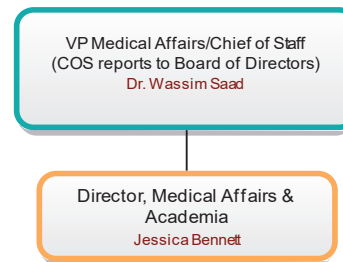 VP Medical Affairs/Chief of Staff
(COS reports to Board of Directors)
Dr. Wassim Saad
Director, Medical Affairs &
Academia
Jessica Bennett